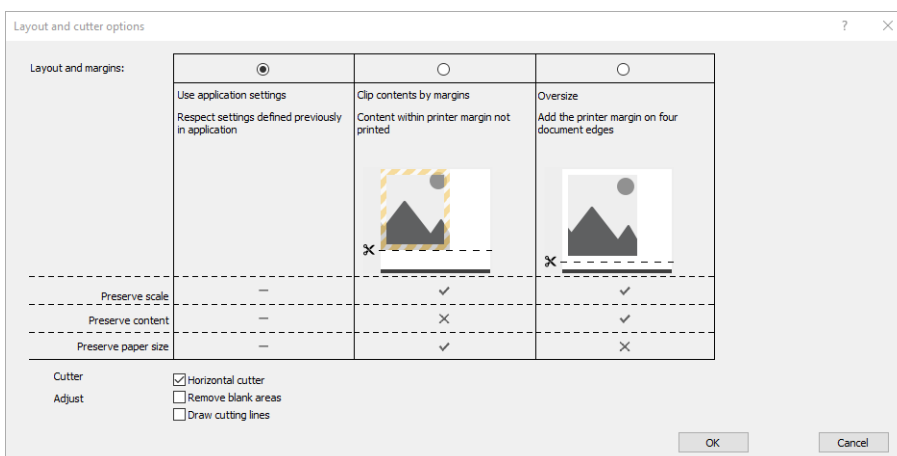 Layout and cutter options
Layout and margins:
Use application settings
Respect settings defined previously
in application
Clip contents by margins
Content within printer margin not
printed
Oversize
Add the printer margin on four
document edges
Preserve scale
Preserve content
Preserve paper size
Cutter
Horizontal cutter
Adjust
Remove blank areas
Draw cutting lines
OK
Cancel